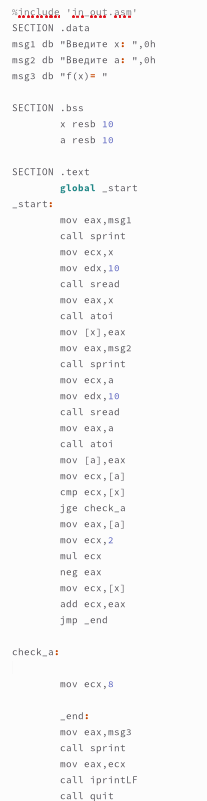 %include 'in_out.asm'
SECTION .data
msg1 db "Введите x: ",0h
msg2 db "Введите a: ",0h
msg3 db "f(x)= "
SECTION .bss
x resb 10
a resb 10
SECTION .text
global _start
_start:
mov eax,msg1
call sprint
mov ecx,x
mov edx,10
call sread
mov eax,x
call atoi
mov [x],eax
mov eax,msg2
call sprint
mov ecx,a
mov edx,10
call sread
mov eax,a
call atoi
mov [a],eax
mov ecx,[a]
cmp ecx,[x]
jge check_a
mov eax,[a]
mov ecx,2
mul ecx
neg eax
mov ecx,[x]
add ecx,eax
jmp _end
check_a:
mov ecx,8
_end:
mov eax,msg3
call sprint
mov eax,ecx
call iprintLF
call quit